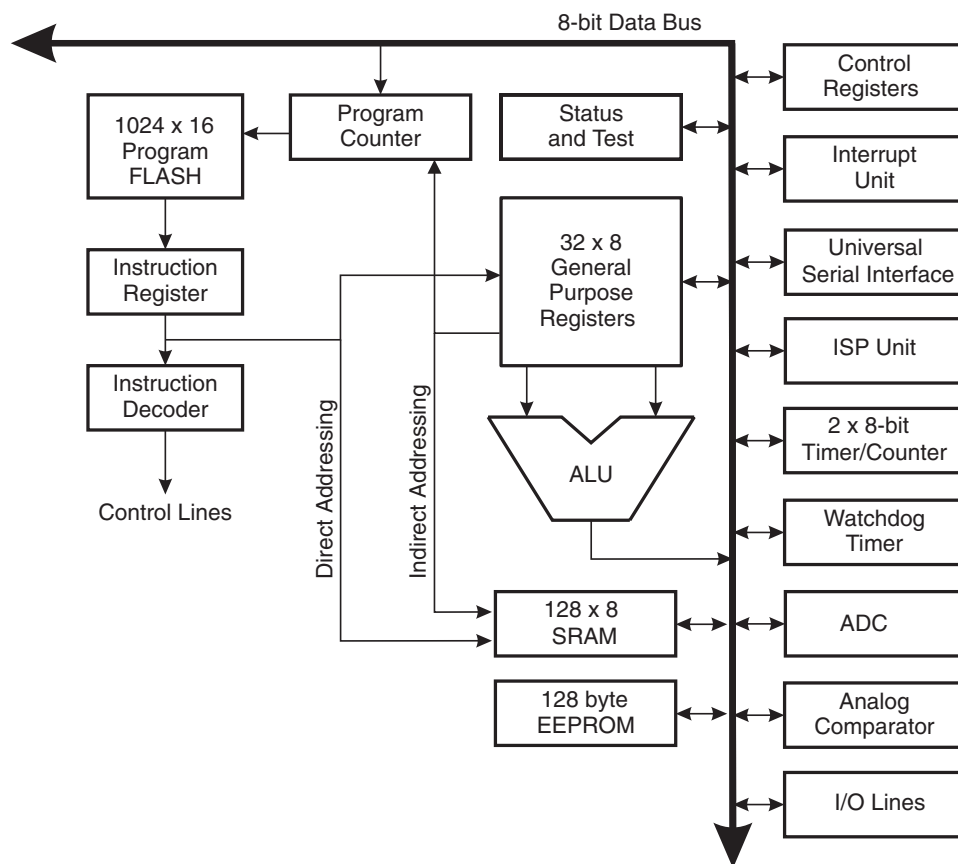 8-bit Data Bus
1024 x 16
Program
FLASH
Program
Counter
Status
and Test
Control
Registers
Interrupt
Unit
Instruction
Register
32 x 8
General
Purpose
Registers
Universal
Serial Interface
ISP Unit
Instruction
Decoder
Direct Addressing
Indirect Addressing
ALU
2 x 8-bit
Timer/Counter
Control Lines
Watchdog
Timer
128 x 8
SRAM
ADC
128 byte
EEPROM
Analog
Comparator
I/O Lines